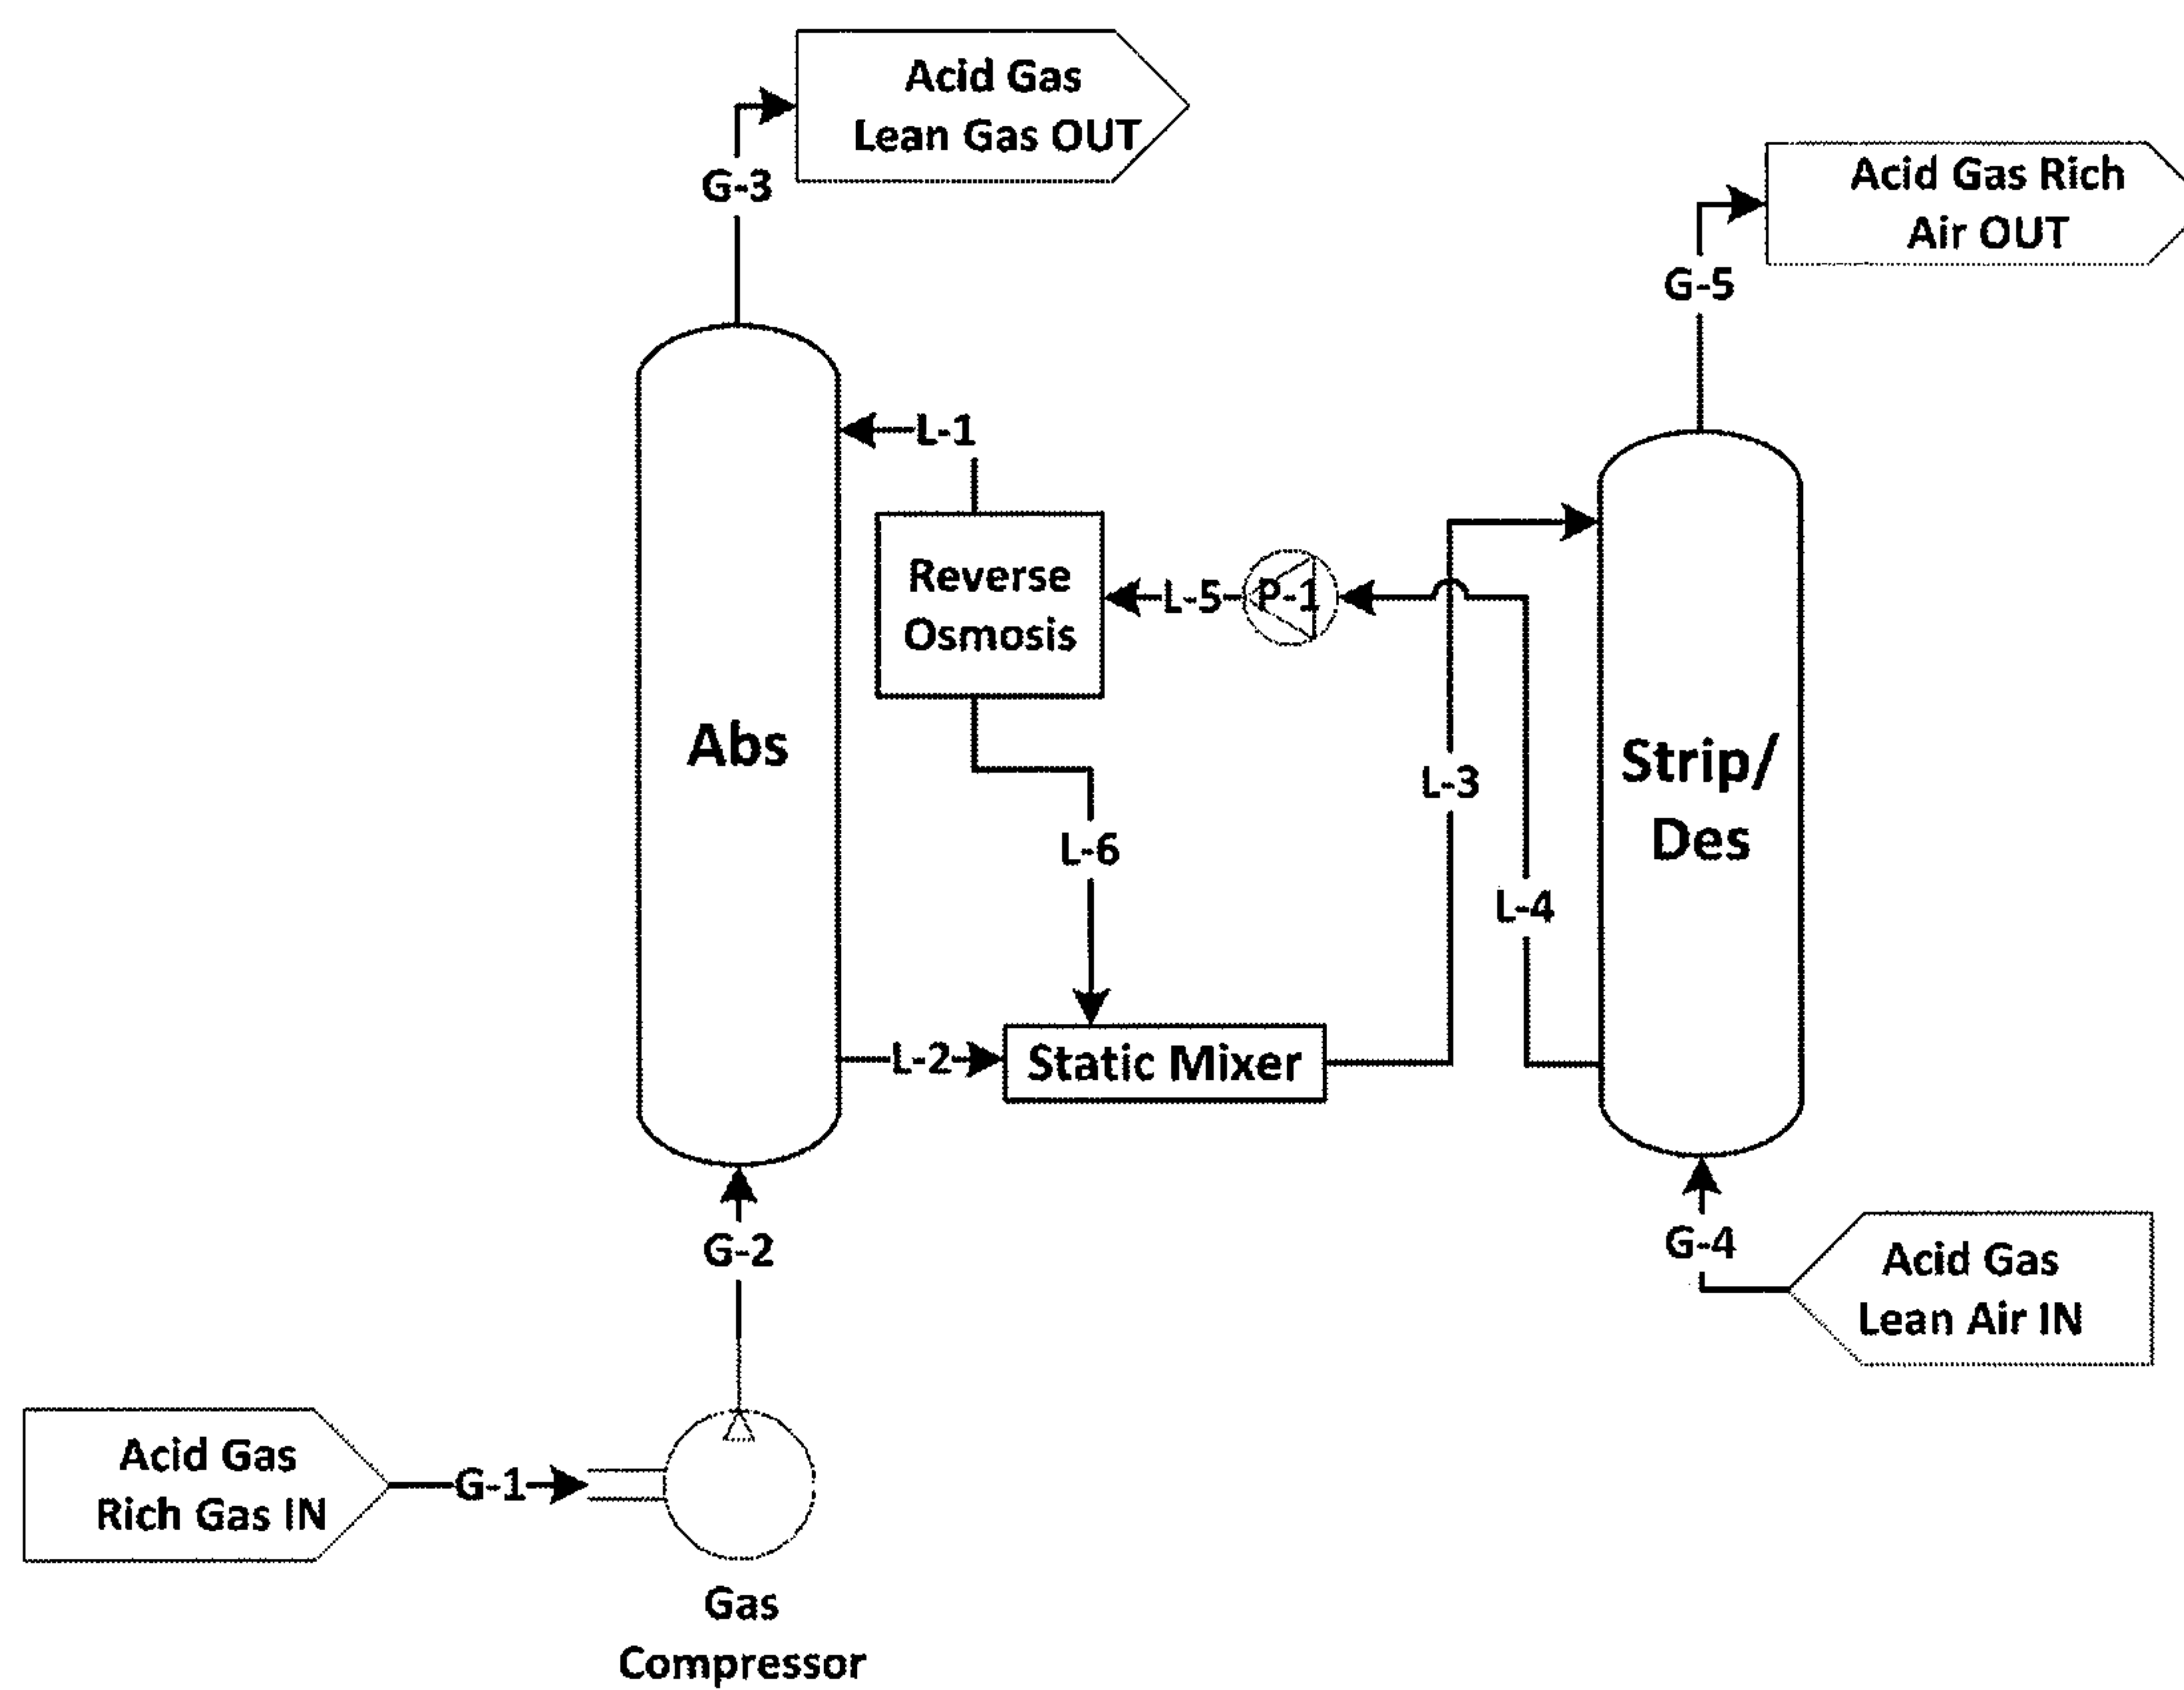 Acid Gas
Lean Gas OUT
G-3
Acid Gas Rich
Air OUT
G-5
L-1
Reverse
Osmosis
L-5
P-1
Abs
L-3
Strip/
Des
L-6
L-4
L-2
Static Mixer
G-2
G-4
Acid Gas
Lean Air IN
Acid Gas
Rich Gas IN
G-1
Gas
Compressor